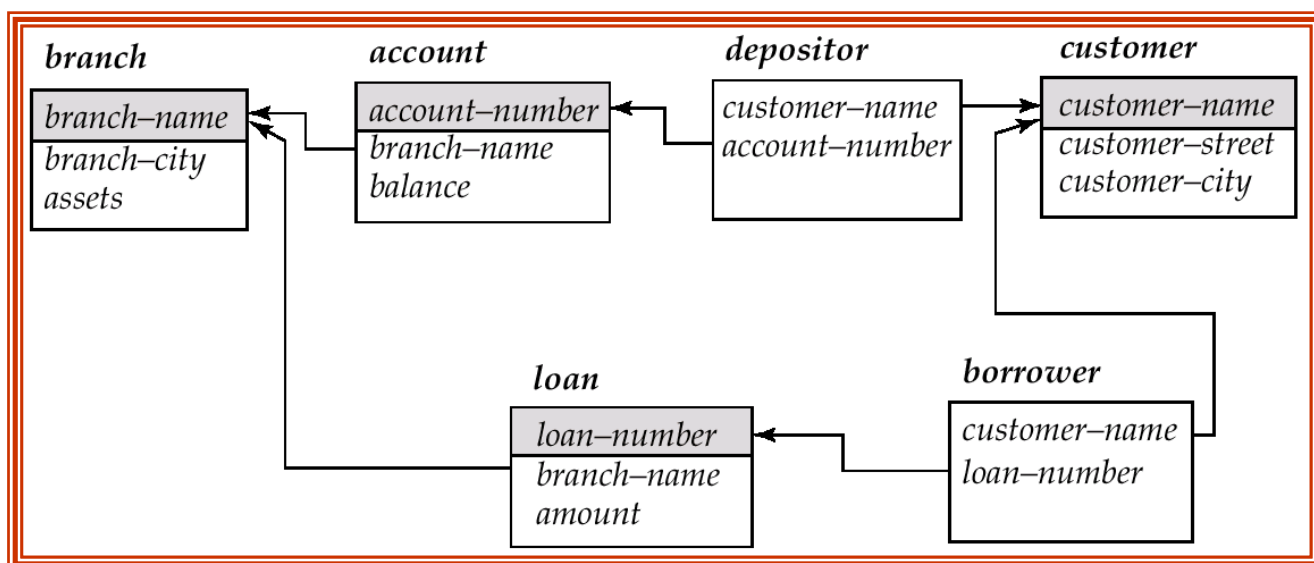 branch
branch–name
branch–city
assets
account
account–number
branch–name
balance
depositor
customer–name
account–number
customer
customer–name
customer–street
customer–city
loan
loan–number
branch–name
amount
borrower
customer–name
loan–number